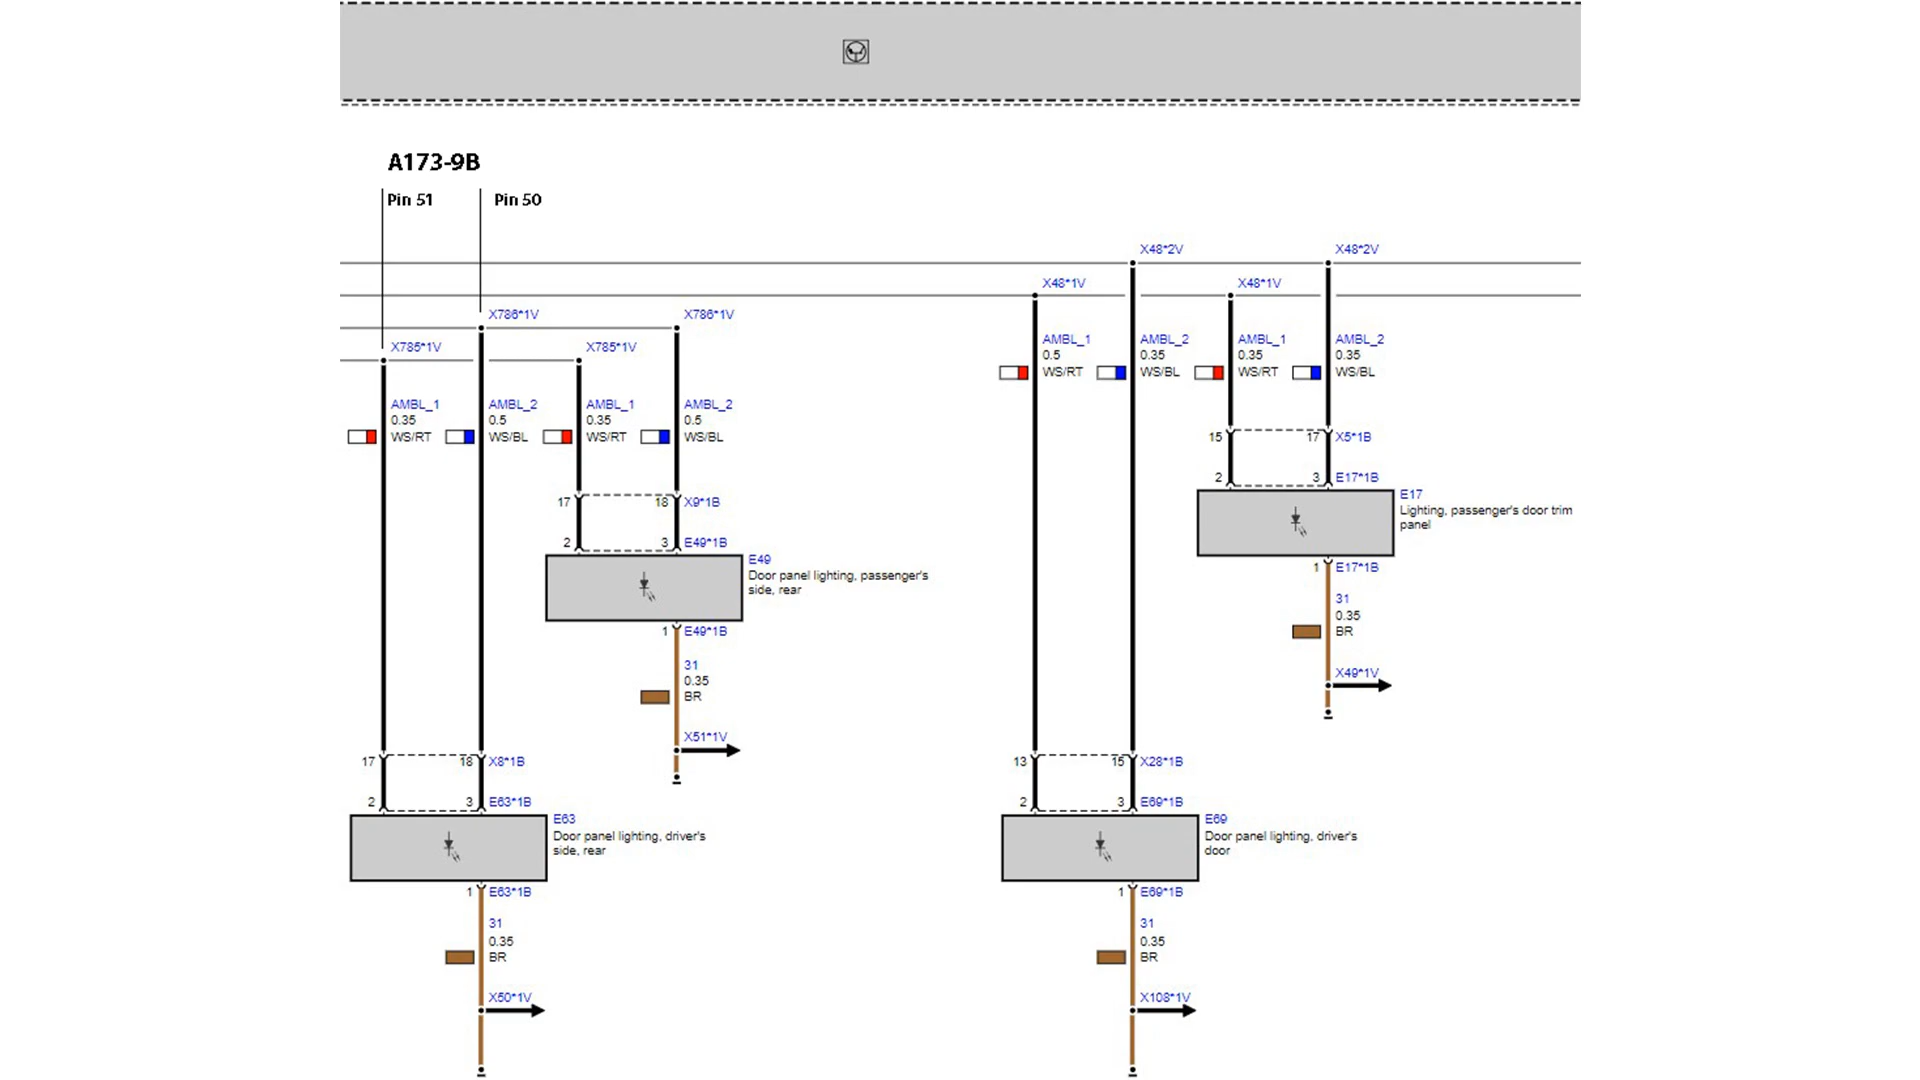 A173-9B
Pin 51
Pin 50
X48*2V
X48*2V
X48*1V
X48*1V
X786*1V
X786*1V
X785*1V
X785*1V
AMBL_1
0.5
WS/RT
AMBL_2
0.35
WS/BL
AMBL_1
0.35
WS/RT
AMBL_2
0.35
WS/BL
AMBL_1
0.35
WS/RT
AMBL_2
0.5
WS/BL
AMBL_1
0.35
WS/RT
AMBL_2
0.5
WS/BL
15
17
X5*1B
2
3
E17*1B
E17
Lighting, passenger's door trim
panel
17
18
X9*1B
2
3
E49*1B
E49
Door panel lighting, passenger's
side, rear
1
E17*1B
31
0.35
BR
X49*1V
1
E49*1B
31
0.35
BR
X51*1V
17
18
X8*1B
2
3
E63*1B
E63
Door panel lighting, driver's
side, rear
1
E63*1B
31
0.35
BR
X50*1V
13
15
X28*1B
2
3
E69*1B
E69
Door panel lighting, driver's
door
1
E69*1B
31
0.35
BR
X108*1V